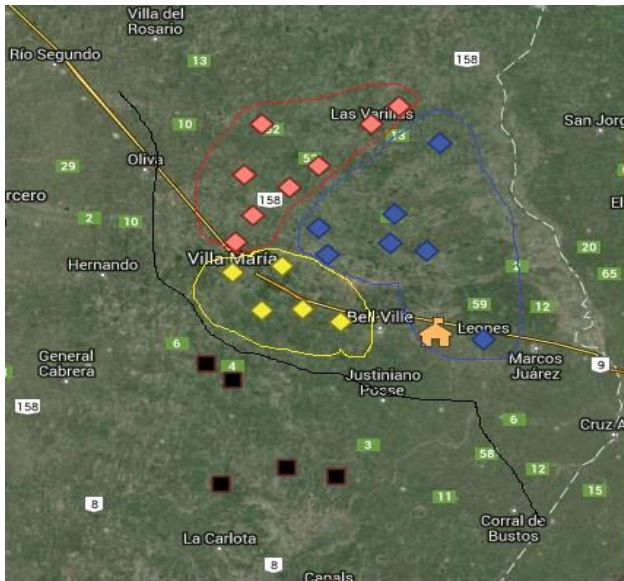 Villa del
Rosario
Río Segundo
13
158
10
Las Varillas
San Jorg
13
158
Oliva
29
rcero
El
2
10
20
Villa María
Hernando
2
65
59
12
Bell Ville
Leones
6
Marcos
Juárez
9
General
Cabrera
4
Justiniano
Posse
158
6
Cruz A
3
58
12
15
11
8
Corral de
Bustos
La Carlota
8
Canals